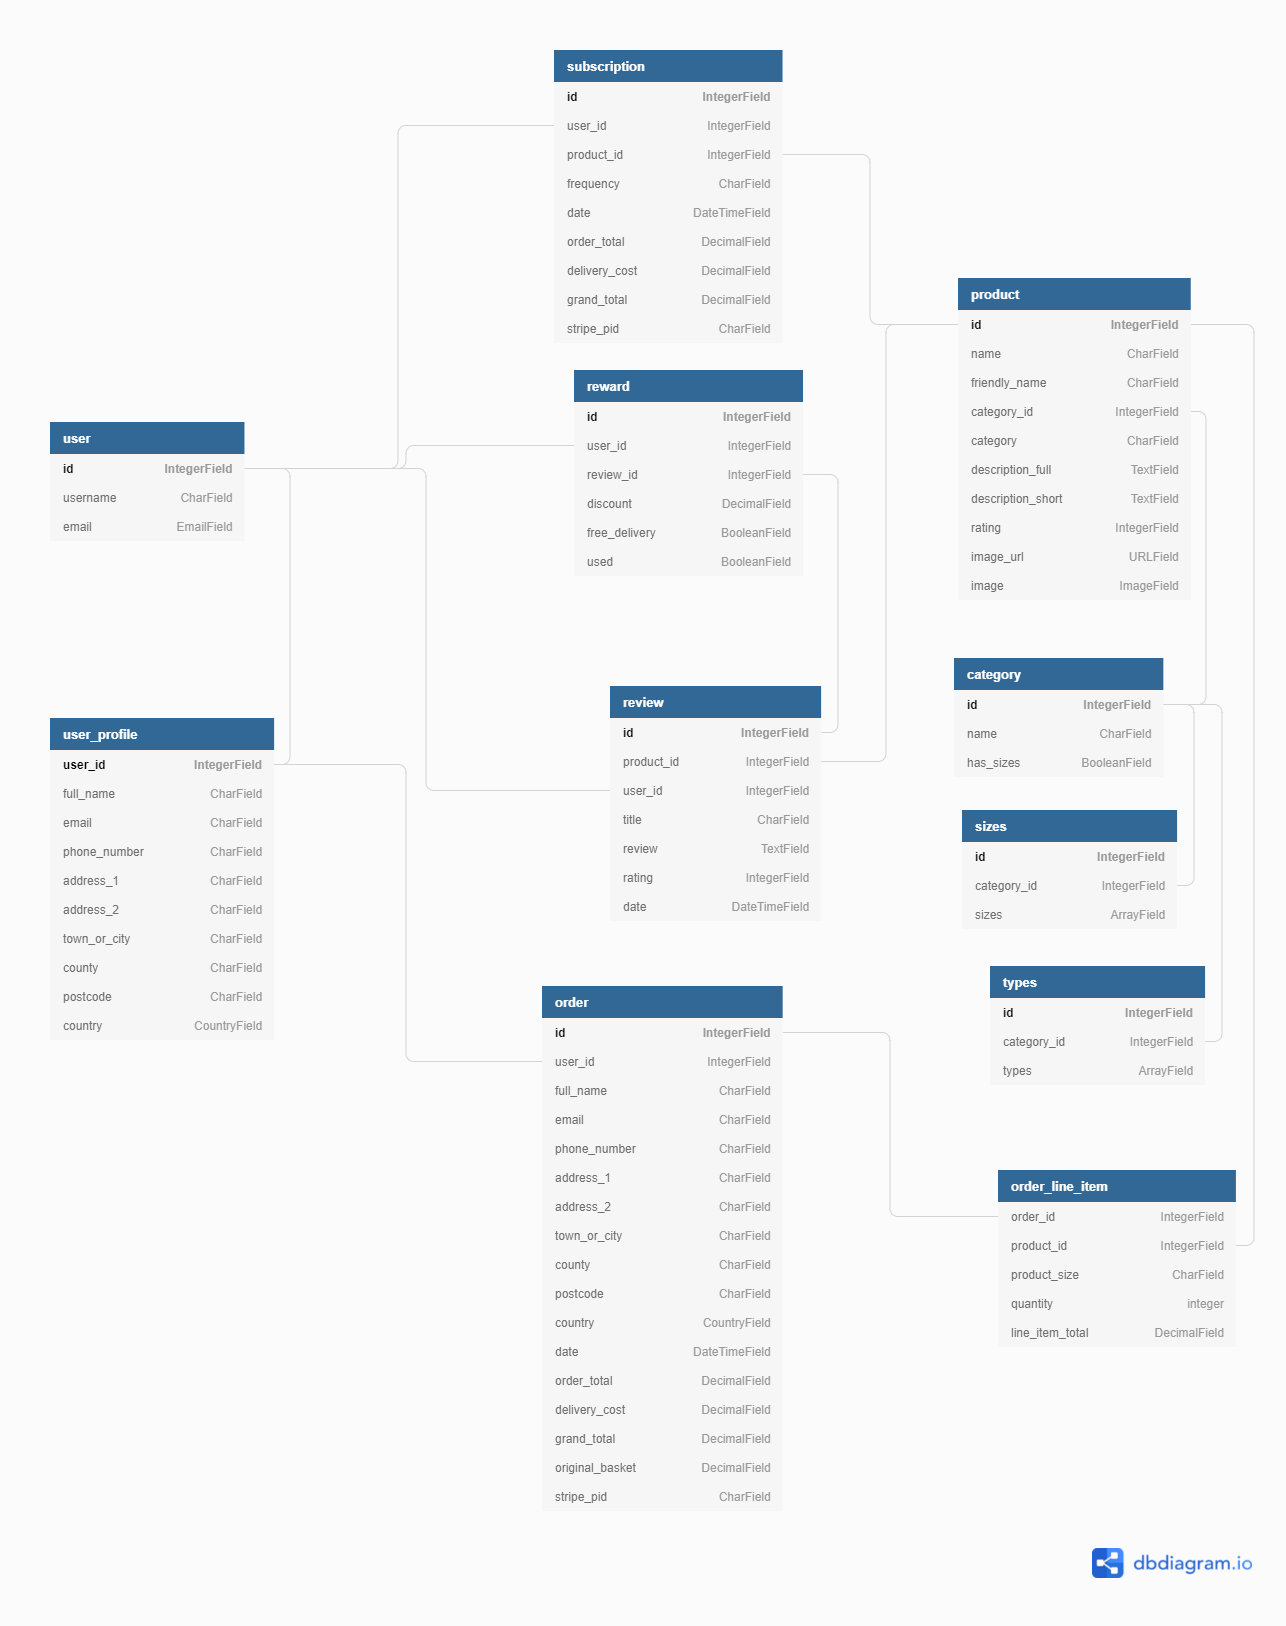 subscription
id IntegerField
user_id IntegerField
product_id IntegerField
frequency CharField
date DateTimeField
order_total DecimalField
delivery_cost DecimalField
grand_total DecimalField
stripe_pid CharField
product
id IntegerField
name CharField
friendly_name CharField
category_id IntegerField
category CharField
description_full TextField
description_short TextField
rating IntegerField
image_url URLField
image ImageField
reward
id IntegerField
user_id IntegerField
review_id IntegerField
discount DecimalField
free_delivery BooleanField
used BooleanField
user
id IntegerField
username CharField
email EmailField
category
id IntegerField
name CharField
has_sizes BooleanField
review
id IntegerField
product_id IntegerField
user_id IntegerField
title CharField
review TextField
rating IntegerField
date DateTimeField
user_profile
user_id IntegerField
full_name CharField
email CharField
phone_number CharField
address_1 CharField
address_2 CharField
town_or_city CharField
county CharField
postcode CharField
country CountryField
sizes
id IntegerField
category_id IntegerField
sizes ArrayField
types
id IntegerField
category_id IntegerField
types ArrayField
order
id IntegerField
user_id IntegerField
full_name CharField
email CharField
phone_number CharField
address_1 CharField
address_2 CharField
town_or_city CharField
county CharField
postcode CharField
country CountryField
date DateTimeField
order_total DecimalField
delivery_cost DecimalField
grand_total DecimalField
original_basket DecimalField
stripe_pid CharField
order_line_item
order_id IntegerField
product_id IntegerField
product_size CharField
quantity integer
line_item_total DecimalField
dbdiagram.io